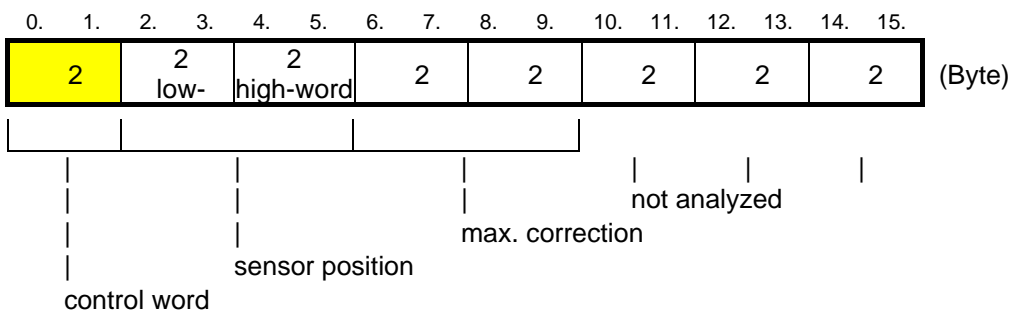 0. 1. 2. 3. 4. 5. 6. 7. 8. 9. 10. 11. 12. 13. 14. 15.
2 2 2 2 2 2 2 2 (Byte)
low- high-word
not analyzed
max. correction
sensor position
control word